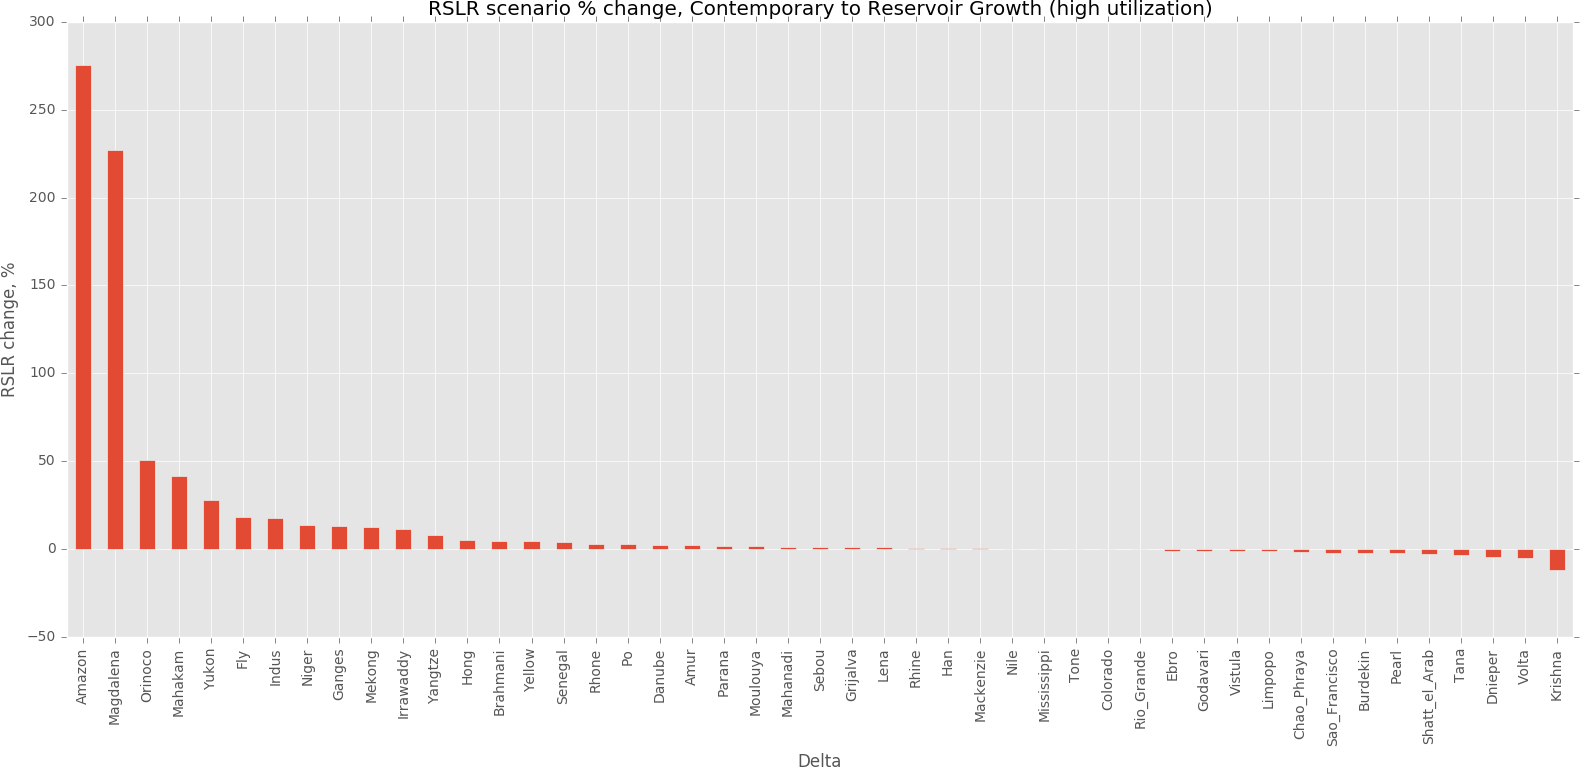 RSLR scenario % change, Contemporary to Reservoir Growth (high utilization)
RSLR change, %
300
250
200
150
100
50
0
−50
Amazon
Magdalena
Orinoco
Mahakam
Yukon
Fly
Indus
Niger
Ganges
Mekong
Irrawaddy
Yangtze
Hong
Brahmani
Yellow
Senegal
Rhone
Po
Danube
Amur
Parana
Moulouya
Mahanadi
Sebou
Grijalva
Lena
Rhine
Han
Mackenzie
Nile
Mississippi
Tone
Colorado
Rio_Grande
Ebro
Godavari
Vistula
Limpopo
Chao_Phraya
Sao_Francisco
Burdekin
Pearl
Shatt_el_Arab
Tana
Dnieper
Volta
Krishna
Delta